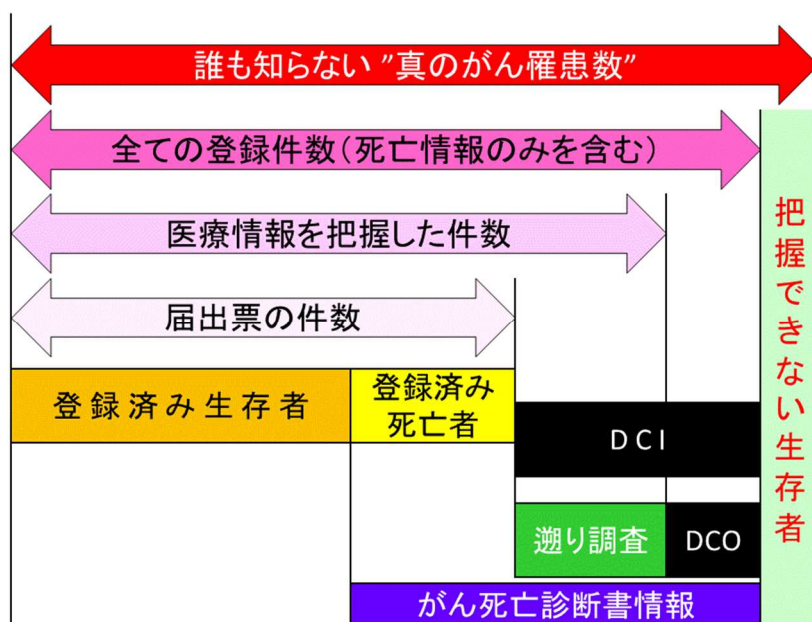 誰も知らない ”真のがん罹患数”
全ての登録件数(死亡情報のみを含む)
医療情報を把握した件数
届出票の件数
登録済み生存者
登録済み
死亡者
DCI
遡り調査
DCO
がん死亡診断書情報
把握できない生存者